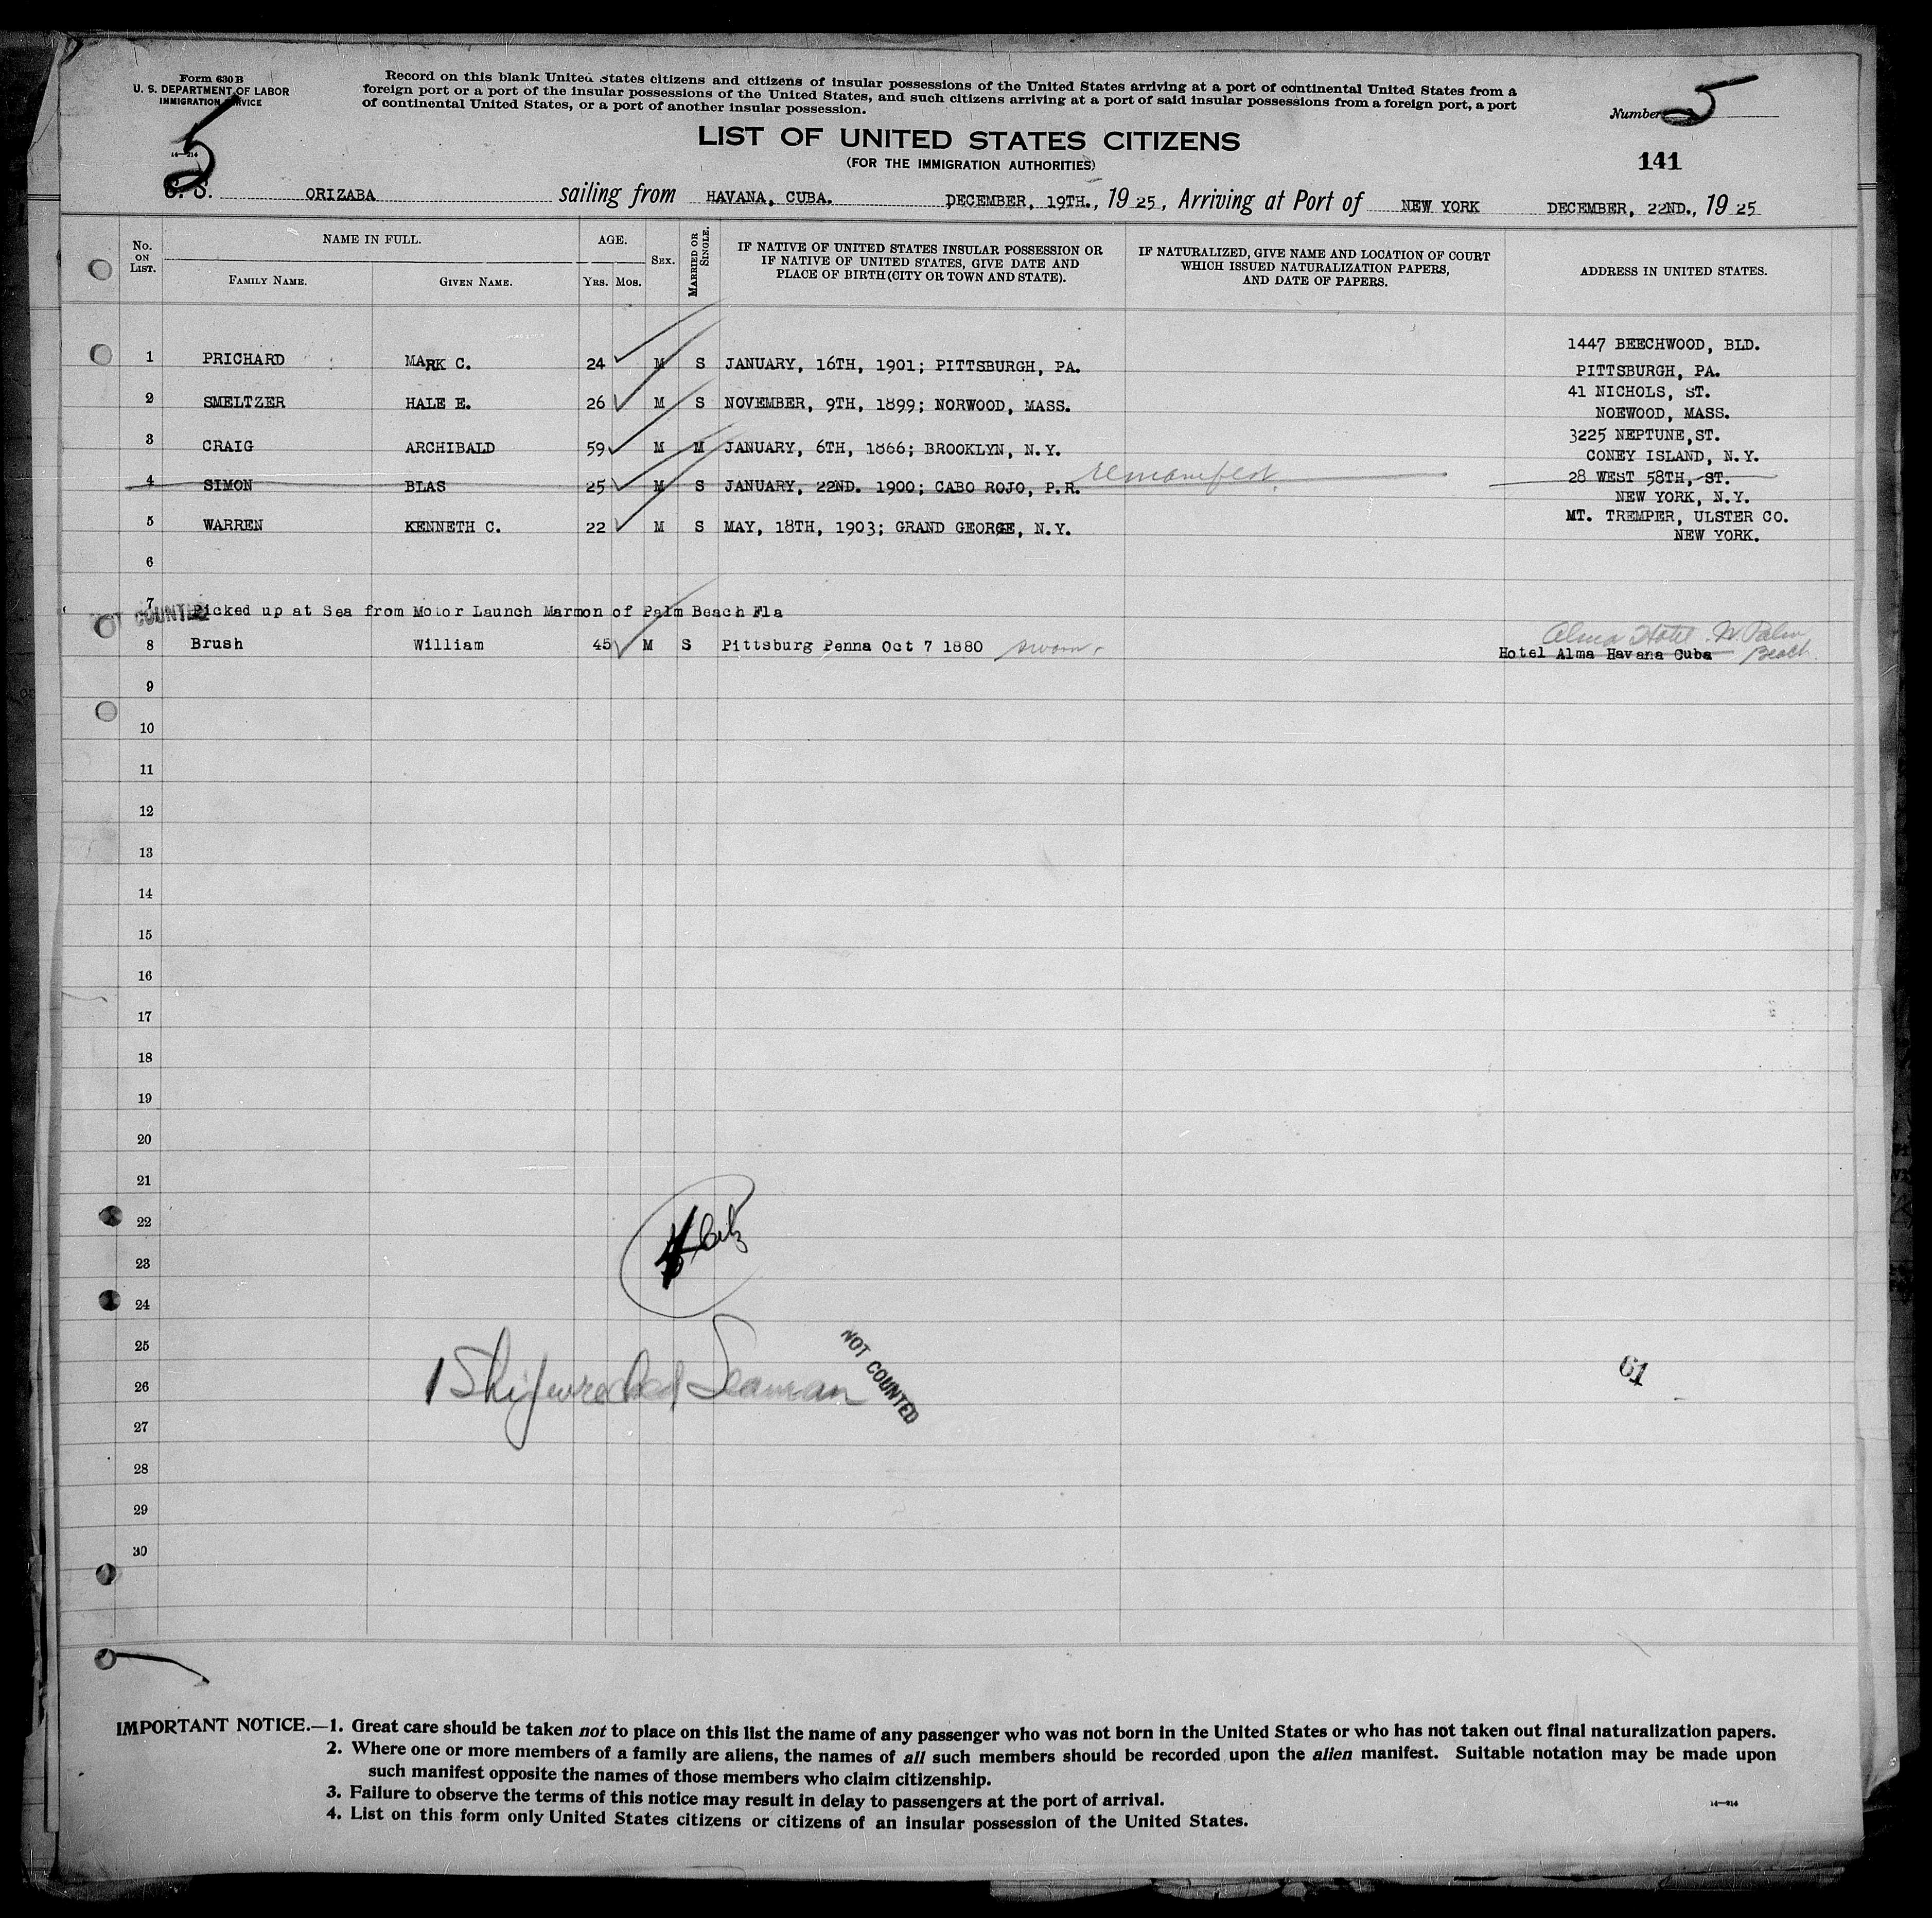 Form 630 B
U. S. DEPARTMENT OF LABOR
IMMIGRATION SERVICE
14—214
5
Record on this blank United States citizens and citizens of insular possessions of the United States arriving at a port of continental United States from a
foreign port or a port of the insular possessions of the United States, and such citizens arriving at a port of said insular possessions from a foreign port, a port
of continental United States, or a port of another insular possession.
Number 5
LIST OF UNITED STATES CITIZENS
(FOR THE IMMIGRATION AUTHORITIES)
141
S. S. ORIZABA sailing from HAVANA, CUBA. DECEMBER, 19TH., 1925, Arriving at Port of NEW YORK DECEMBER, 22ND., 1925
No. ON LIST.
NAME IN FULL.
FAMILY NAME.
GIVEN NAME.
AGE.
YRS.
MOS.
SEX.
MARRIED OR SINGLE.
IF NATIVE OF UNITED STATES INSULAR POSSESSION OR
IF NATIVE OF UNITED STATES, GIVE DATE AND
PLACE OF BIRTH (CITY OR TOWN AND STATE).
IF NATURALIZED, GIVE NAME AND LOCATION OF COURT
WHICH ISSUED NATURALIZATION PAPERS,
AND DATE OF PAPERS.
ADDRESS IN UNITED STATES.
1 PRICHARD MARK C. 24 M S JANUARY, 16TH, 1901; PITTSBURGH, PA. 1447 BEECHWOOD, BLD.
PITTSBURGH, PA.
2 SMELTZER HALE E. 26 M S NOVEMBER, 9TH, 1899; NORWOOD, MASS. 41 NICHOLS, ST.
NOEWOOD, MASS.
3 CRAIG ARCHIBALD 59 M M JANUARY, 6TH, 1866; BROOKLYN, N.Y. 3225 NEPTUNE, ST.
CONEY ISLAND, N.Y.
4 SIMON BLAS 25 M S JANUARY, 22ND. 1900; CABO ROJO, P.R. remanifest. 28 WEST 58TH, ST.
NEW YORK, N.Y.
5 WARREN KENNETH C. 22 M S MAY, 18TH, 1903; GRAND GEORGE, N.Y. MT. TREMPER, ULSTER CO.
NEW YORK.
6
7 NOT COUNTED Picked up at Sea from Motor Launch Marmon of Palm Beach Fla
8 Brush William 45 M S Pittsburg Penna Oct 7 1880 sworn. Alma Hotel. W. Palm
Hotel Alma Havana Cuba Beach.
9
10
11
12
13
14
15
16
17
18
19
20
21
22
23
24
25
26
27
28
29
30
1 Shipwrecked Seaman
NOT COUNTED
61
IMPORTANT NOTICE.—1. Great care should be taken not to place on this list the name of any passenger who was not born in the United States or who has not taken out final naturalization papers.
2. Where one or more members of a family are aliens, the names of all such members should be recorded upon the alien manifest. Suitable notation may be made upon
such manifest opposite the names of those members who claim citizenship.
3. Failure to observe the terms of this notice may result in delay to passengers at the port of arrival.
4. List on this form only United States citizens or citizens of an insular possession of the United States.
14—214